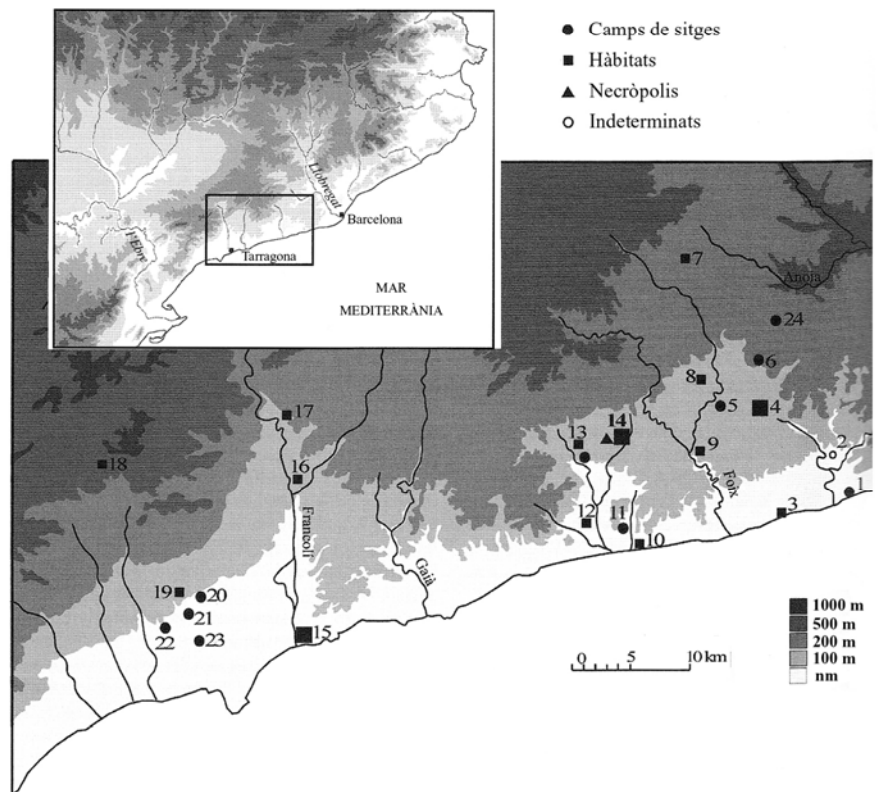 Camps de sitges
Hàbitats
Necròpolis
Indeterminats
Llobregat
Barcelona
l'Ebre
Tarragona
MAR
MEDITERRÀNIA
7
Anoia
24
6
8
5
4
17
14
13
9
2
18
16
Foix
1
3
12
11
10
Francolí
Gaià
19
20
21
22
23
15
1000 m
500 m
200 m
100 m
nm
0 5 10 km